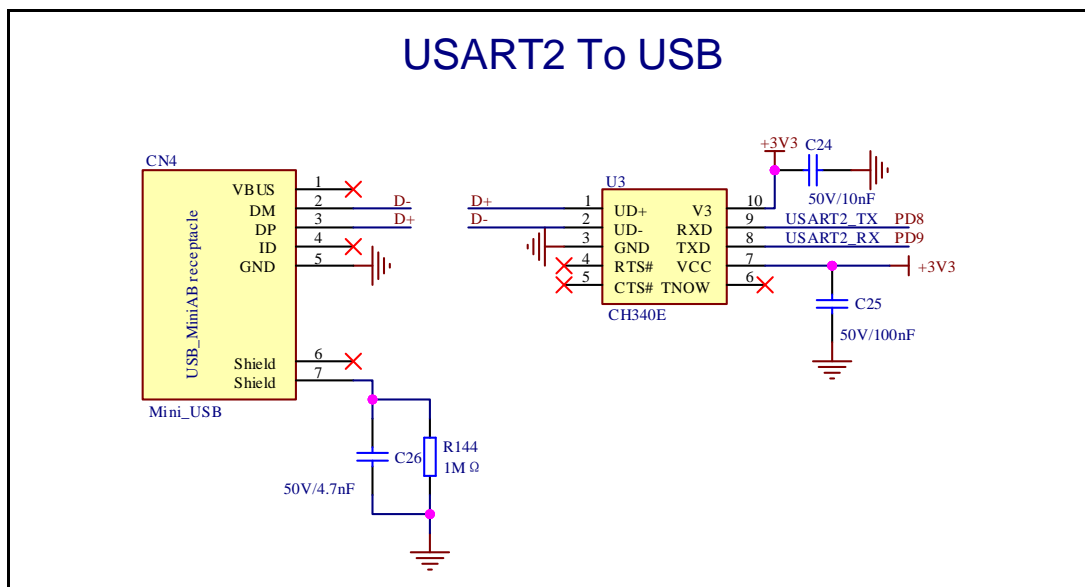 USART2 To USB
CN4
USB_MiniAB receptacle
VBUS 1
DM 2 D-
DP 3 D+
ID 4
GND 5
Shield 6
Shield 7
Mini_USB
C26
50V/4.7nF
R144
1M Ω
U3
D+ 1 UD+
D- 2 UD-
3 GND
4 RTS#
5 CTS#
V3 10
RXD 9 USART2_TX PD8
TXD 8 USART2_RX PD9
VCC 7 +3V3
TNOW 6
CH340E
+3V3
C24
50V/10nF
C25
50V/100nF